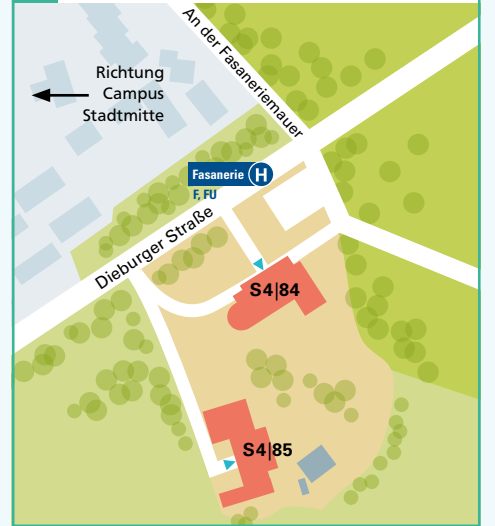 An der Fasaneriemauer
Richtung
Campus
Stadtmitte
Fasanerie H
F, FU
Dieburger Straße
S4|84
S4|85